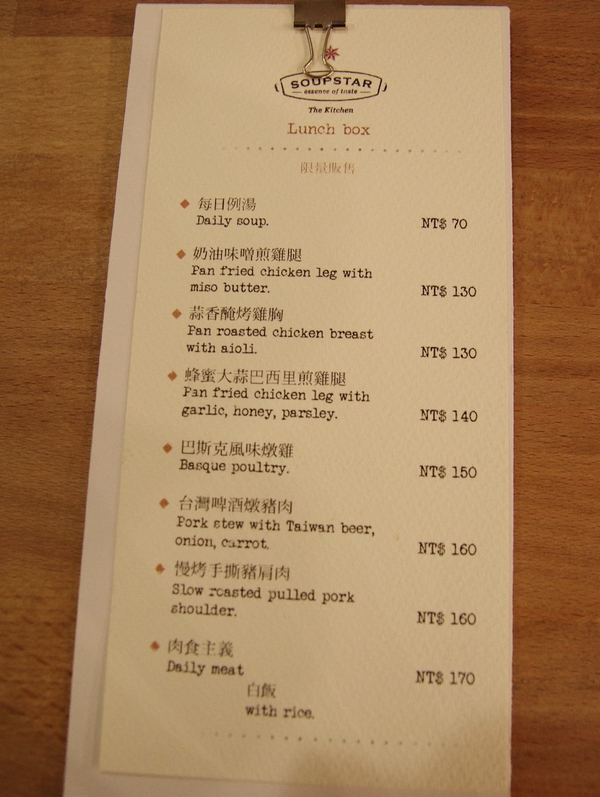 SOUPSTAR
essence of taste
The Kitchen
Lunch box
限量販售
每日例湯
Daily soup. NT$ 70
奶油味噌煎雞腿
Pan fried chicken leg with
miso butter. NT$ 130
蒜香醃烤雞胸
Pan roasted chicken breast
with aioli. NT$ 130
蜂蜜大蒜巴西里煎雞腿
Pan fried chicken leg with
garlic, honey, parsley. NT$ 140
巴斯克風味燉雞
Basque poultry. NT$ 150
台灣啤酒燉豬肉
Pork stew with Taiwan beer,
onion, carrot. NT$ 160
慢烤手撕豬肩肉
Slow roasted pulled pork
shoulder. NT$ 160
肉食主義
Daily meat NT$ 170
白飯
with rice.